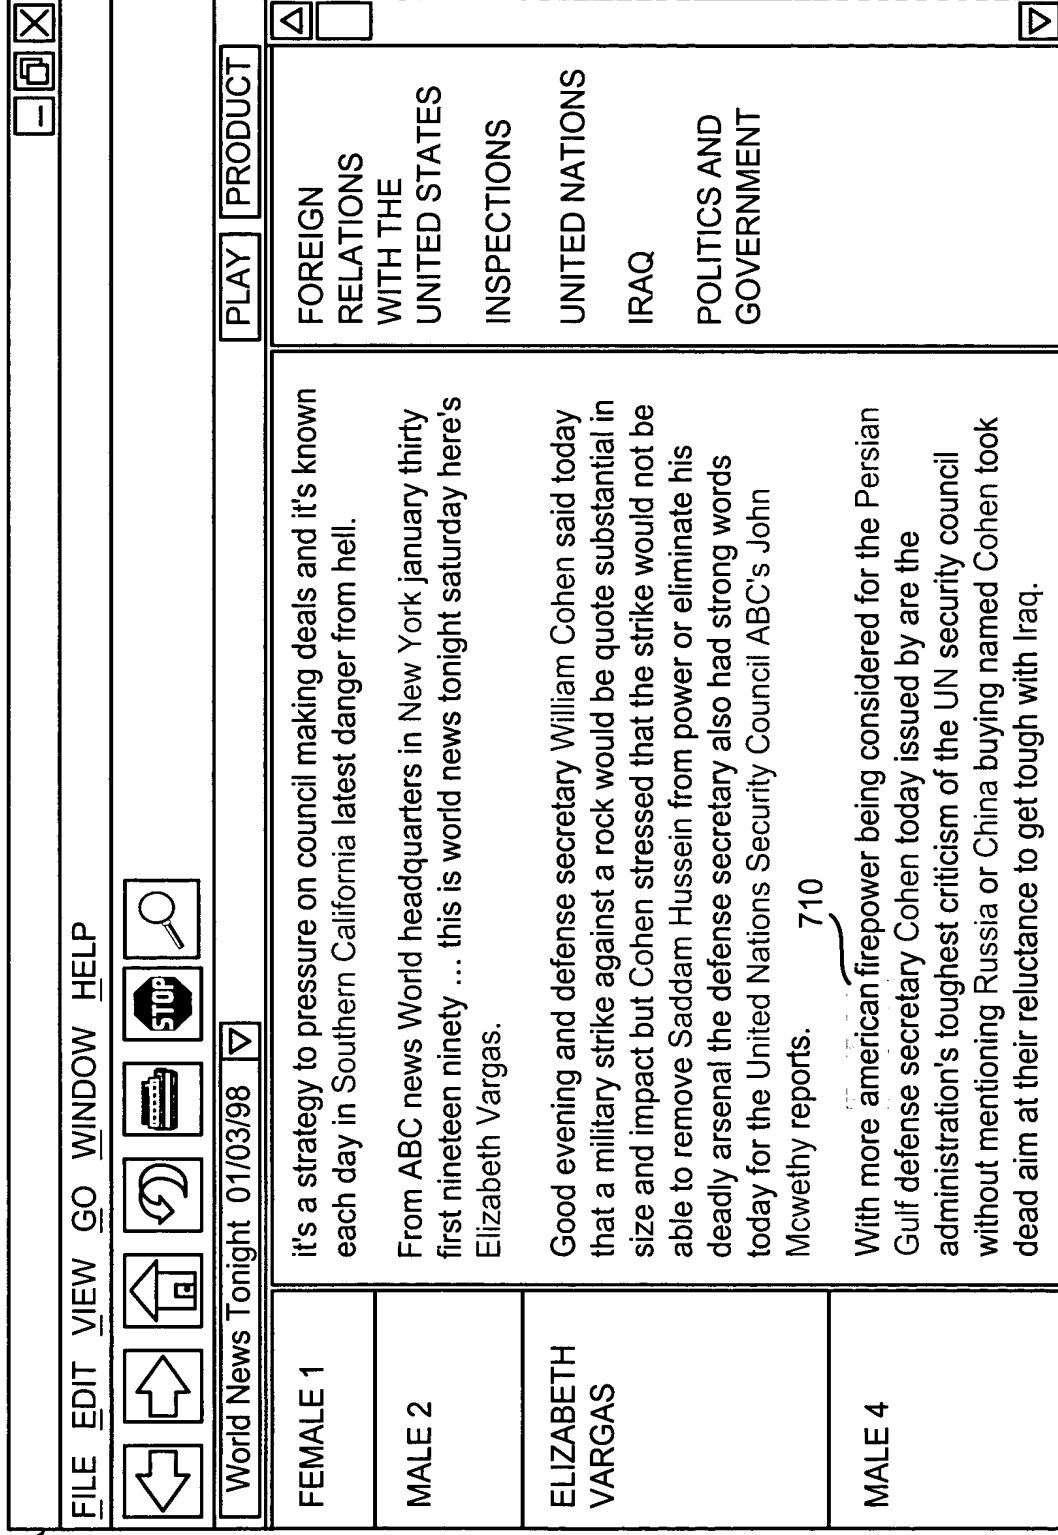 FILE EDIT VIEW GO WINDOW HELP
STOP
World News Tonight 01/03/98
PLAY
PRODUCT
FEMALE 1
it's a strategy to pressure on council making deals and it's known
each day in Southern California latest danger from hell.
MALE 2
From ABC news World headquarters in New York january thirty
first nineteen ninety ... this is world news tonight saturday here's
Elizabeth Vargas.
ELIZABETH
VARGAS
Good evening and defense secretary William Cohen said today
that a military strike against a rock would be quote substantial in
size and impact but Cohen stressed that the strike would not be
able to remove Saddam Hussein from power or eliminate his
deadly arsenal the defense secretary also had strong words
today for the United Nations Security Council ABC's John
Mcwethy reports.
710
MALE 4
With more american firepower being considered for the Persian
Gulf defense secretary Cohen today issued by are the
administration's toughest criticism of the UN security council
without mentioning Russia or China buying named Cohen took
dead aim at their reluctance to get tough with Iraq.
FOREIGN
RELATIONS
WITH THE
UNITED STATES
INSPECTIONS
UNITED NATIONS
IRAQ
POLITICS AND
GOVERNMENT